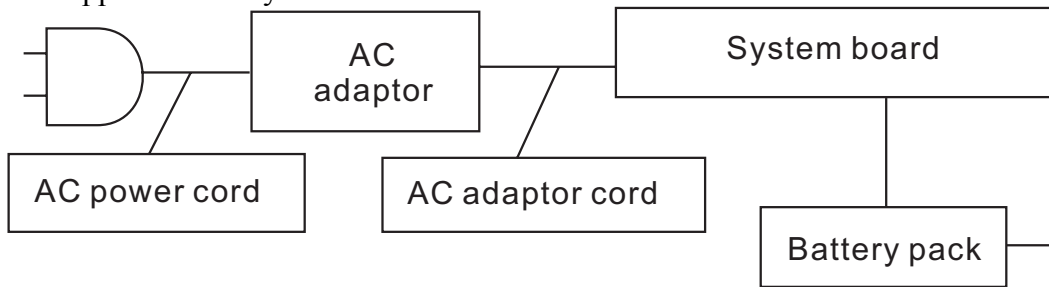 AC
adaptor
System board
AC power cord
AC adaptor cord
Battery pack